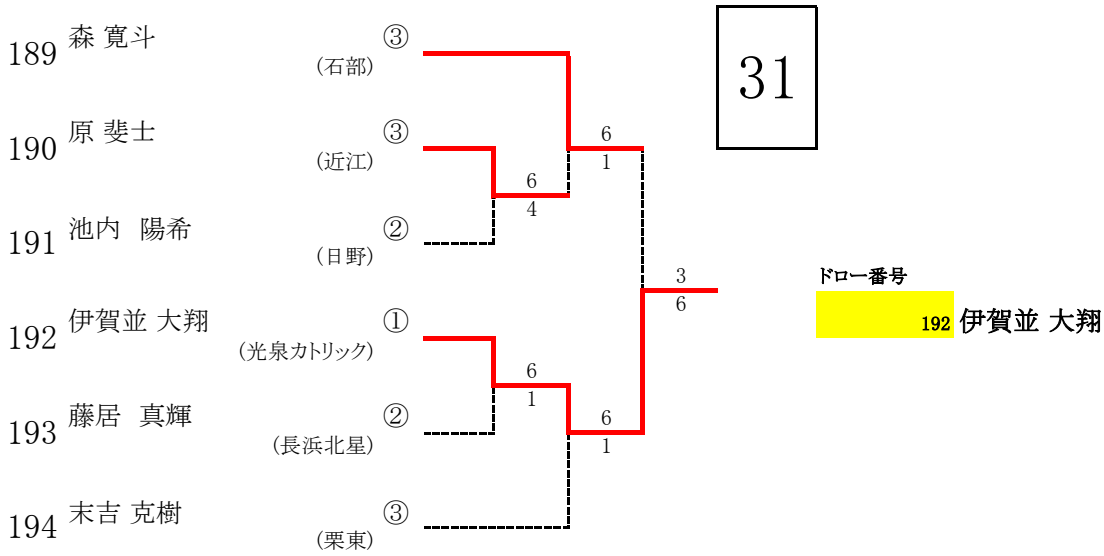 31
189 森 寛斗 ③
(石部)
6
1
190 原 斐士 ③
(近江)
6
4
191 池内　陽希 ②
(日野)
3
6
ドロー番号
192 伊賀並 大翔
192 伊賀並 大翔 ①
(光泉カトリック)
6
1
193 藤居　真輝 ②
(長浜北星)
6
1
194 末吉 克樹 ③
(栗東)